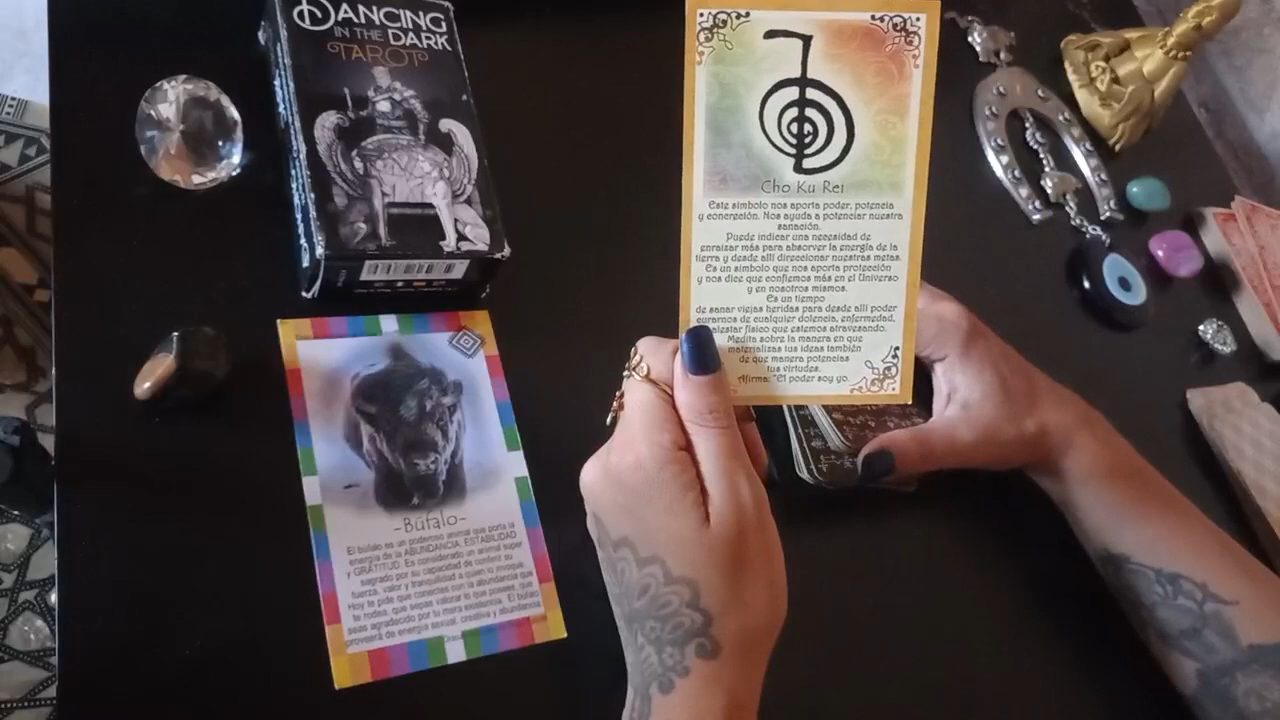 DANCING
IN THE DARK
TAROT
Cho Ku Rei
Este símbolo nos aporta poder, potencia
y concreción. Nos ayuda a potenciar nuestra
sanación.
Puede indicar una necesidad de
enraizar más para absorver la energía de la
tierra y desde allí direccionar nuestras metas.
Es un símbolo que nos aporta protección
y nos dice que confiemos más en el Universo
y en nosotros mismos.
Es un tiempo
de sanar viejas heridas para desde allí poder
curarnos de cualquier dolencia, enfermedad,
malestar físico que estemos atravesando.
Medita sobre la manera en que
materializas tus ideas también
de que manera potencias
tus virtudes.
Afirma: "El poder soy yo.
-Búfalo-
El búfalo es un poderoso animal que porta la
energía de la ABUNDANCIA, ESTABILIDAD
y GRATITUD. Es considerado un animal super
sagrado por su capacidad de conferir su
fuerza, valor y tranquilidad a quien lo invoque.
Hoy te pide que conectes con la abundancia que
te rodea, que sepas valorar lo que posees, que
seas agradecido por tu mera existencia. El búfalo
proveerá de energía sexual, creativa y abundancia